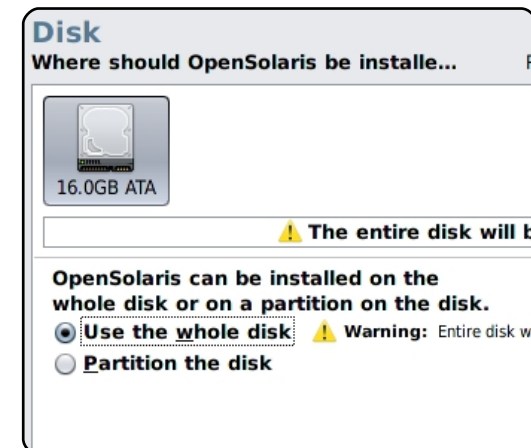 Disk
Where should OpenSolaris be installe...
16.0GB ATA
The entire disk will
OpenSolaris can be installed on the
whole disk or on a partition on the disk.
Use the whole disk Warning: Entire disk
Partition the disk